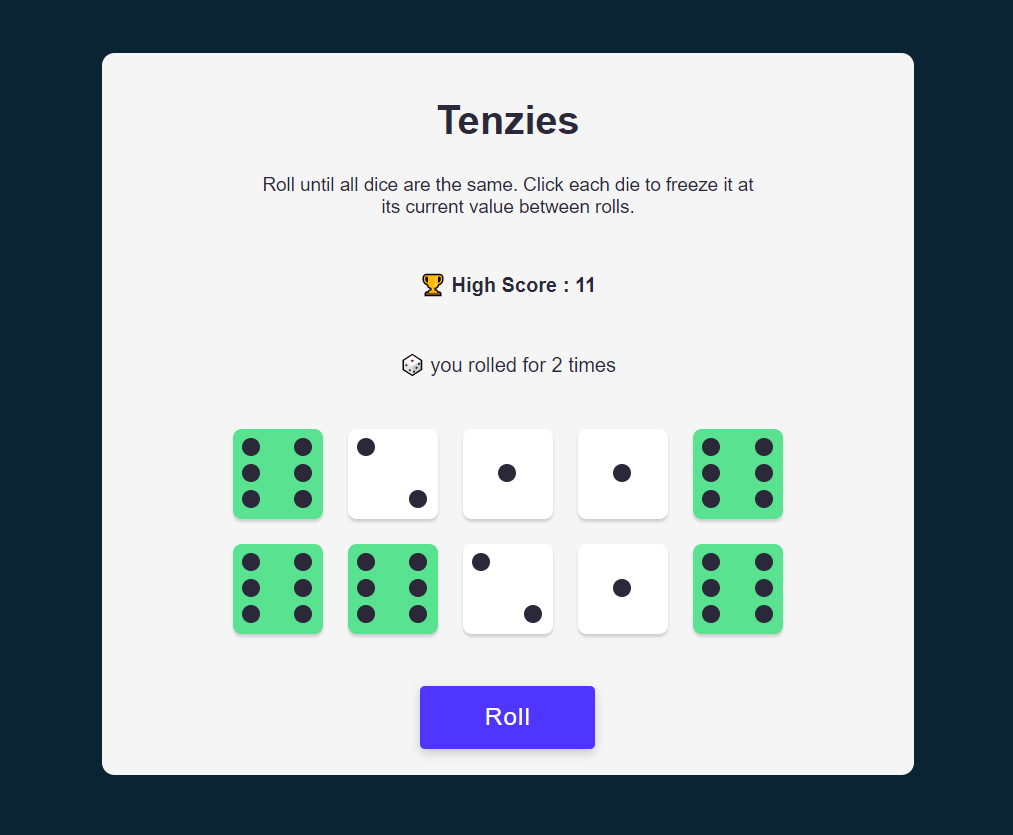 Tenzies
Roll until all dice are the same. Click each die to freeze it at
its current value between rolls.
🏆 High Score : 11
🎲 you rolled for 2 times
Roll